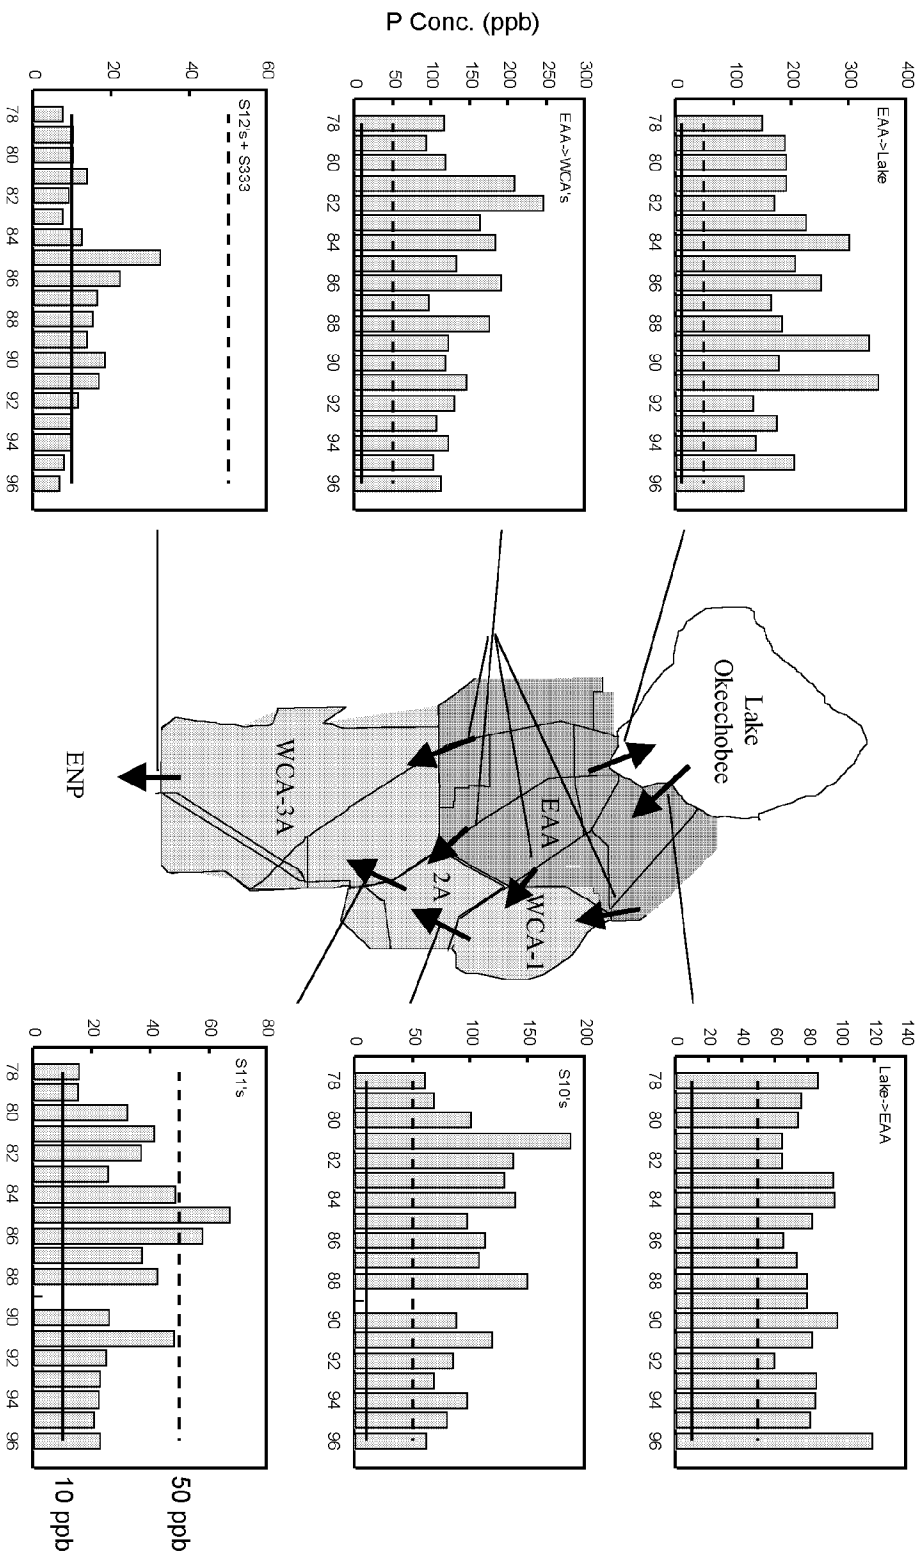 P Conc. (ppb)
EAA->Lake
400
300
200
100
0
78 80 82 84 86 88 90 92 94 96
EAA->WCA's
300
250
200
150
100
50
0
78 80 82 84 86 88 90 92 94 96
S12's+ S333
60
40
20
0
78 80 82 84 86 88 90 92 94 96
Lake
Okeechobee
EAA
WCA-1
2A
WCA-3A
ENP
Lake->EAA
140
120
100
80
60
40
20
0
78 80 82 84 86 88 90 92 94 96
S10's
200
150
100
50
0
78 80 82 84 86 88 90 92 94 96
S11's
80
60
40
20
0
78 80 82 84 86 88 90 92 94 96
50 ppb
10 ppb